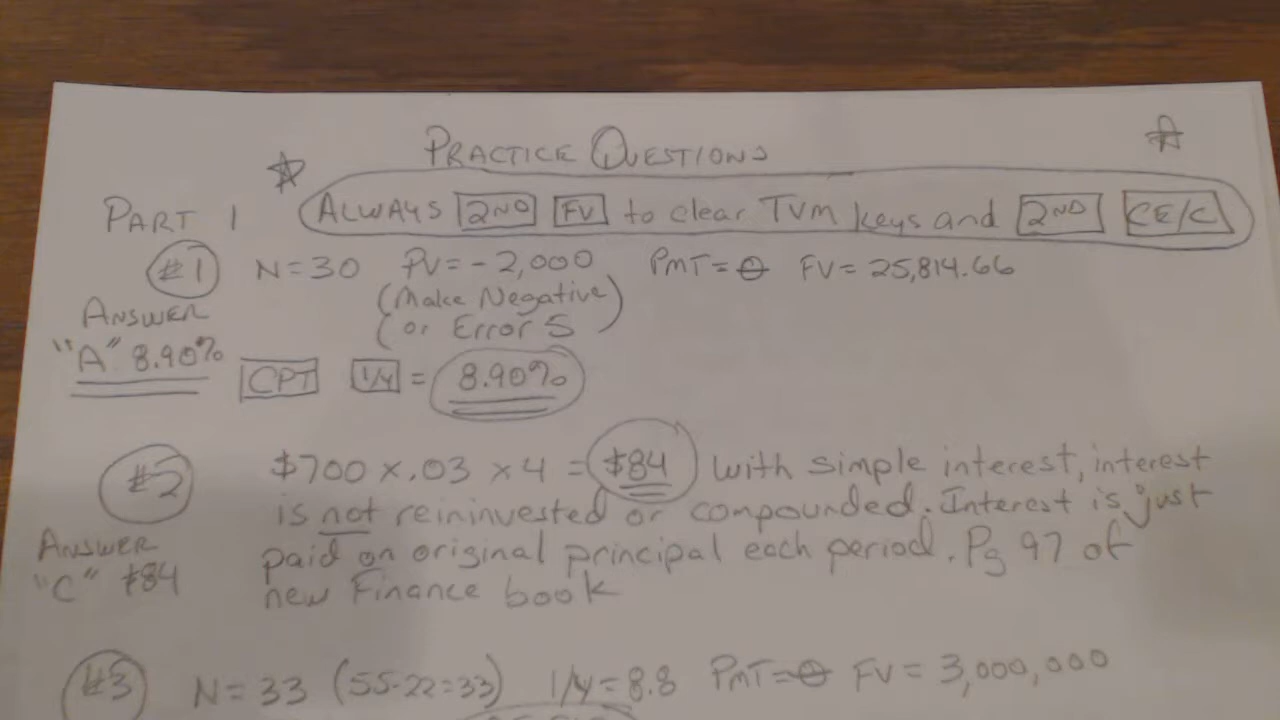 PRACTICE QUESTIONS
PART 1 ALWAYS 2ND FV to clear TVM keys and 2ND CE/C
#1 N=30 PV=-2,000 PMT=0 FV=25,814.66
(Make Negative)
(or Error 5
ANSWER
"A" 8.90%
CPT I/Y = 8.90%
#2 $700 x .03 x 4 = $84 with simple interest, interest
is not reininvested or compounded. Interest is just
paid on original principal each period. Pg 97 of
new Finance book
ANSWER
"C" $84
#3 N=33 (55-22=33) I/Y=8.8 PMT=0 FV=3,000,000